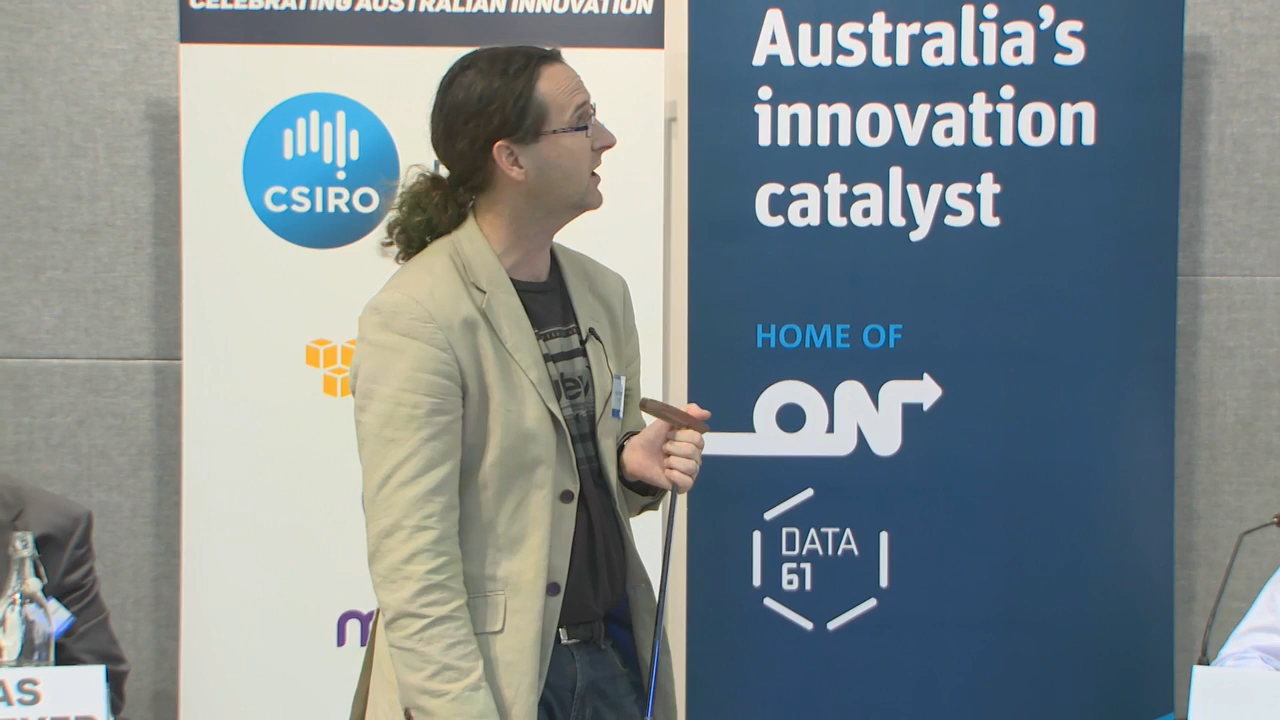 CELEBRATING AUSTRALIAN INNOVATION
CSIRO
Australia's
innovation
catalyst
HOME OF
ON
DATA
61
AS